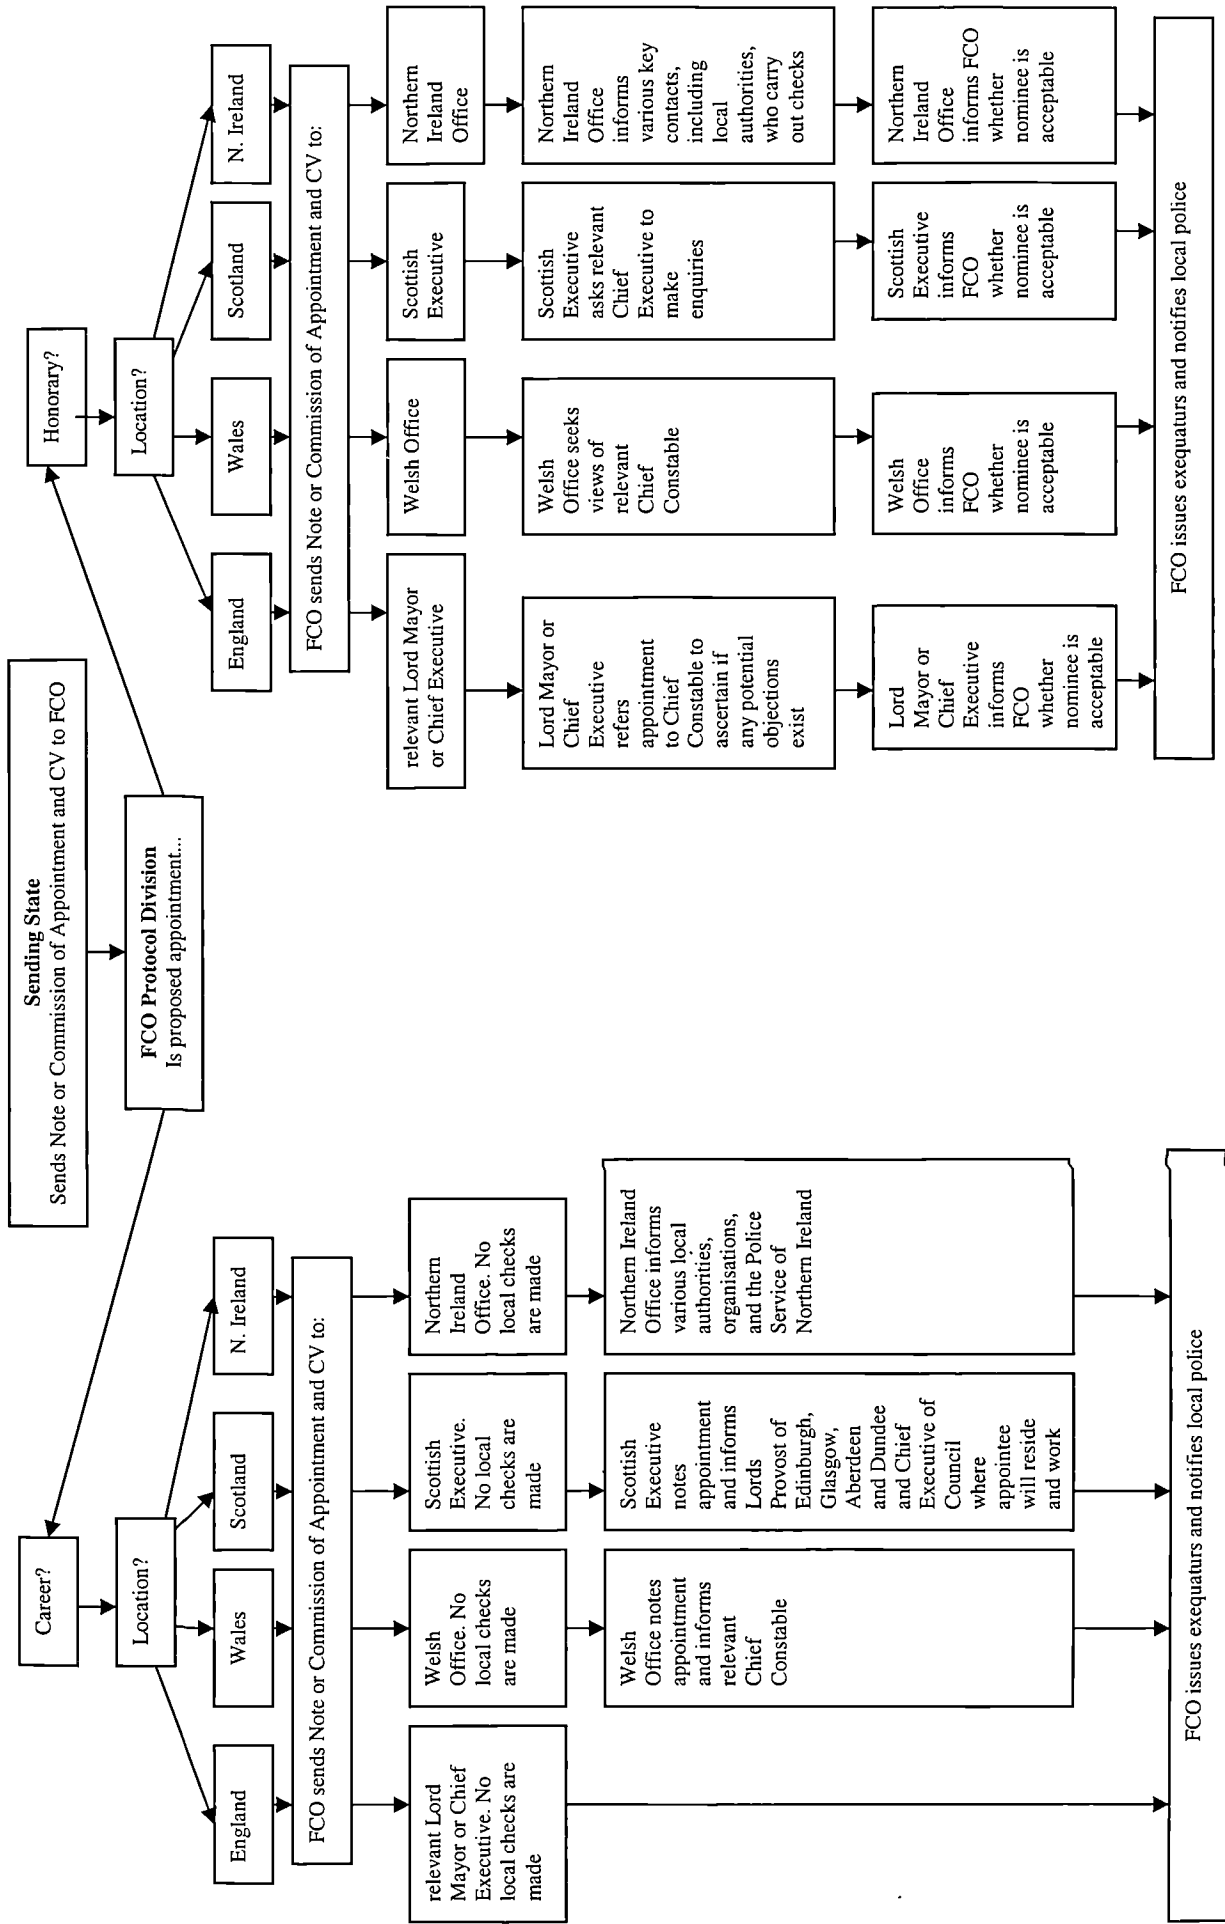 Sending State
Sends Note or Commission of Appointment and CV to FCO
FCO Protocol Division
Is proposed appointment...
Career?
Location?
England
Wales
Scotland
N. Ireland
FCO sends Note or Commission of Appointment and CV to:
relevant Lord
Mayor or Chief
Executive. No
local checks are
made
Welsh
Office. No
local checks
are made
Scottish
Executive.
No local
checks are
made
Northern
Ireland
Office. No
local checks
are made
Welsh
Office notes
appointment
and informs
relevant
Chief
Constable
Scottish
Executive
notes
appointment
and informs
Lords
Provost of
Edinburgh,
Glasgow,
Aberdeen
and Dundee
and Chief
Executive of
Council
where
appointee
will reside
and work
Northern Ireland
Office informs
various local
authorities,
organisations,
and the Police
Service of
Northern Ireland
FCO issues exequaturs and notifies local police
Honorary?
Location?
England
Wales
Scotland
N. Ireland
FCO sends Note or Commission of Appointment and CV to:
relevant Lord Mayor
or Chief Executive
Welsh Office
Scottish
Executive
Northern
Ireland
Office
Lord Mayor or
Chief
Executive
refers
appointment
to Chief
Constable to
ascertain if
any potential
objections
exist
Welsh
Office seeks
views of
relevant
Chief
Constable
Scottish
Executive
asks relevant
Chief
Executive to
make
enquiries
Northern
Ireland
Office
informs
various key
contacts,
including
local
authorities,
who carry
out checks
Lord
Mayor or
Chief
Executive
informs
FCO
whether
nominee is
acceptable
Welsh
Office
informs
FCO
whether
nominee is
acceptable
Scottish
Executive
informs
FCO
whether
nominee is
acceptable
Northern
Ireland
Office
informs FCO
whether
nominee is
acceptable
FCO issues exequaturs and notifies local police